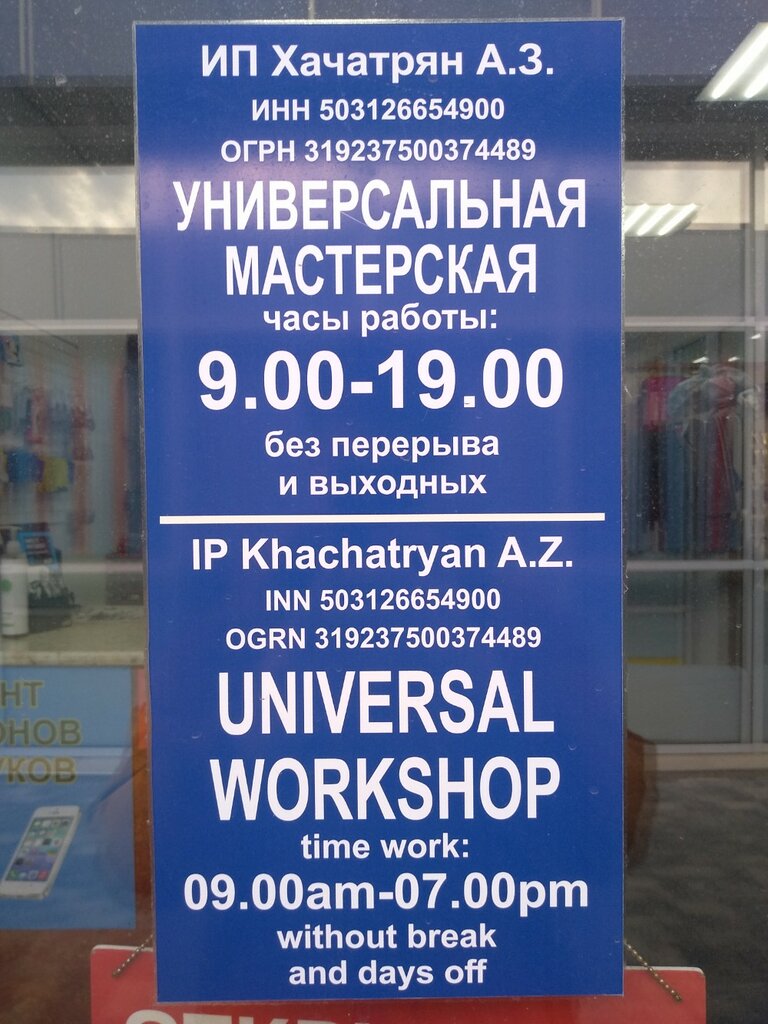 ИП Хачатрян А.З.
ИНН 503126654900
ОГРН 319237500374489
УНИВЕРСАЛЬНАЯ
МАСТЕРСКАЯ
часы работы:
9.00-19.00
без перерыва
и выходных
IP Khachatryan A.Z.
INN 503126654900
OGRN 319237500374489
UNIVERSAL
WORKSHOP
time work:
09.00am-07.00pm
without break
and days off